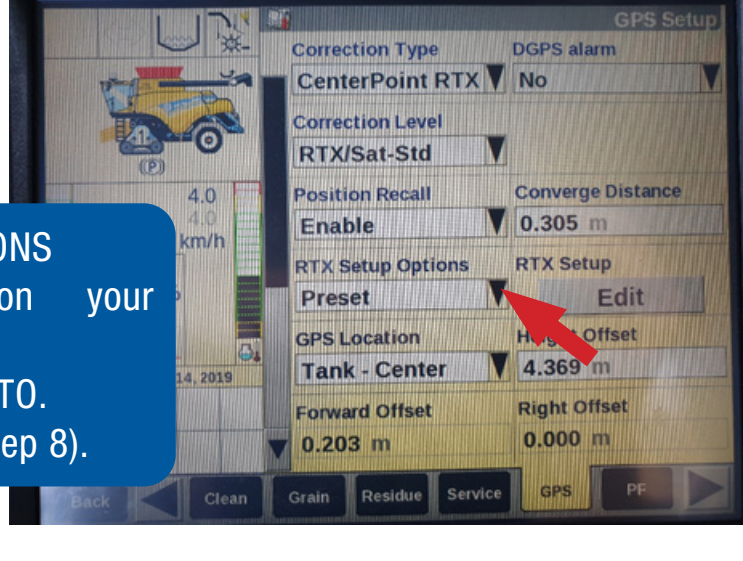 GPS Setup
Correction Type DGPS alarm
CenterPoint RTX No
Correction Level
RTX/Sat-Std
Position Recall Converge Distance
Enable 0.305 m
RTX Setup Options RTX Setup
Preset Edit
GPS Location Offset
Tank - Center 4.369 m
Forward Offset Right Offset
0.203 m 0.000 m
-1-
(P)
4.0
4.0
km/h
14, 2019
ONS
on your
TO.
ep 8).
Back Clean Grain Residue Service GPS PF